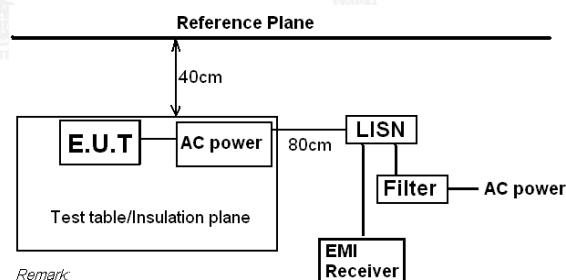 Reference Plane
40cm
E.U.T
AC power
80cm
LISN
Filter
AC power
Test table/Insulation plane
EMI
Receiver
Remark: